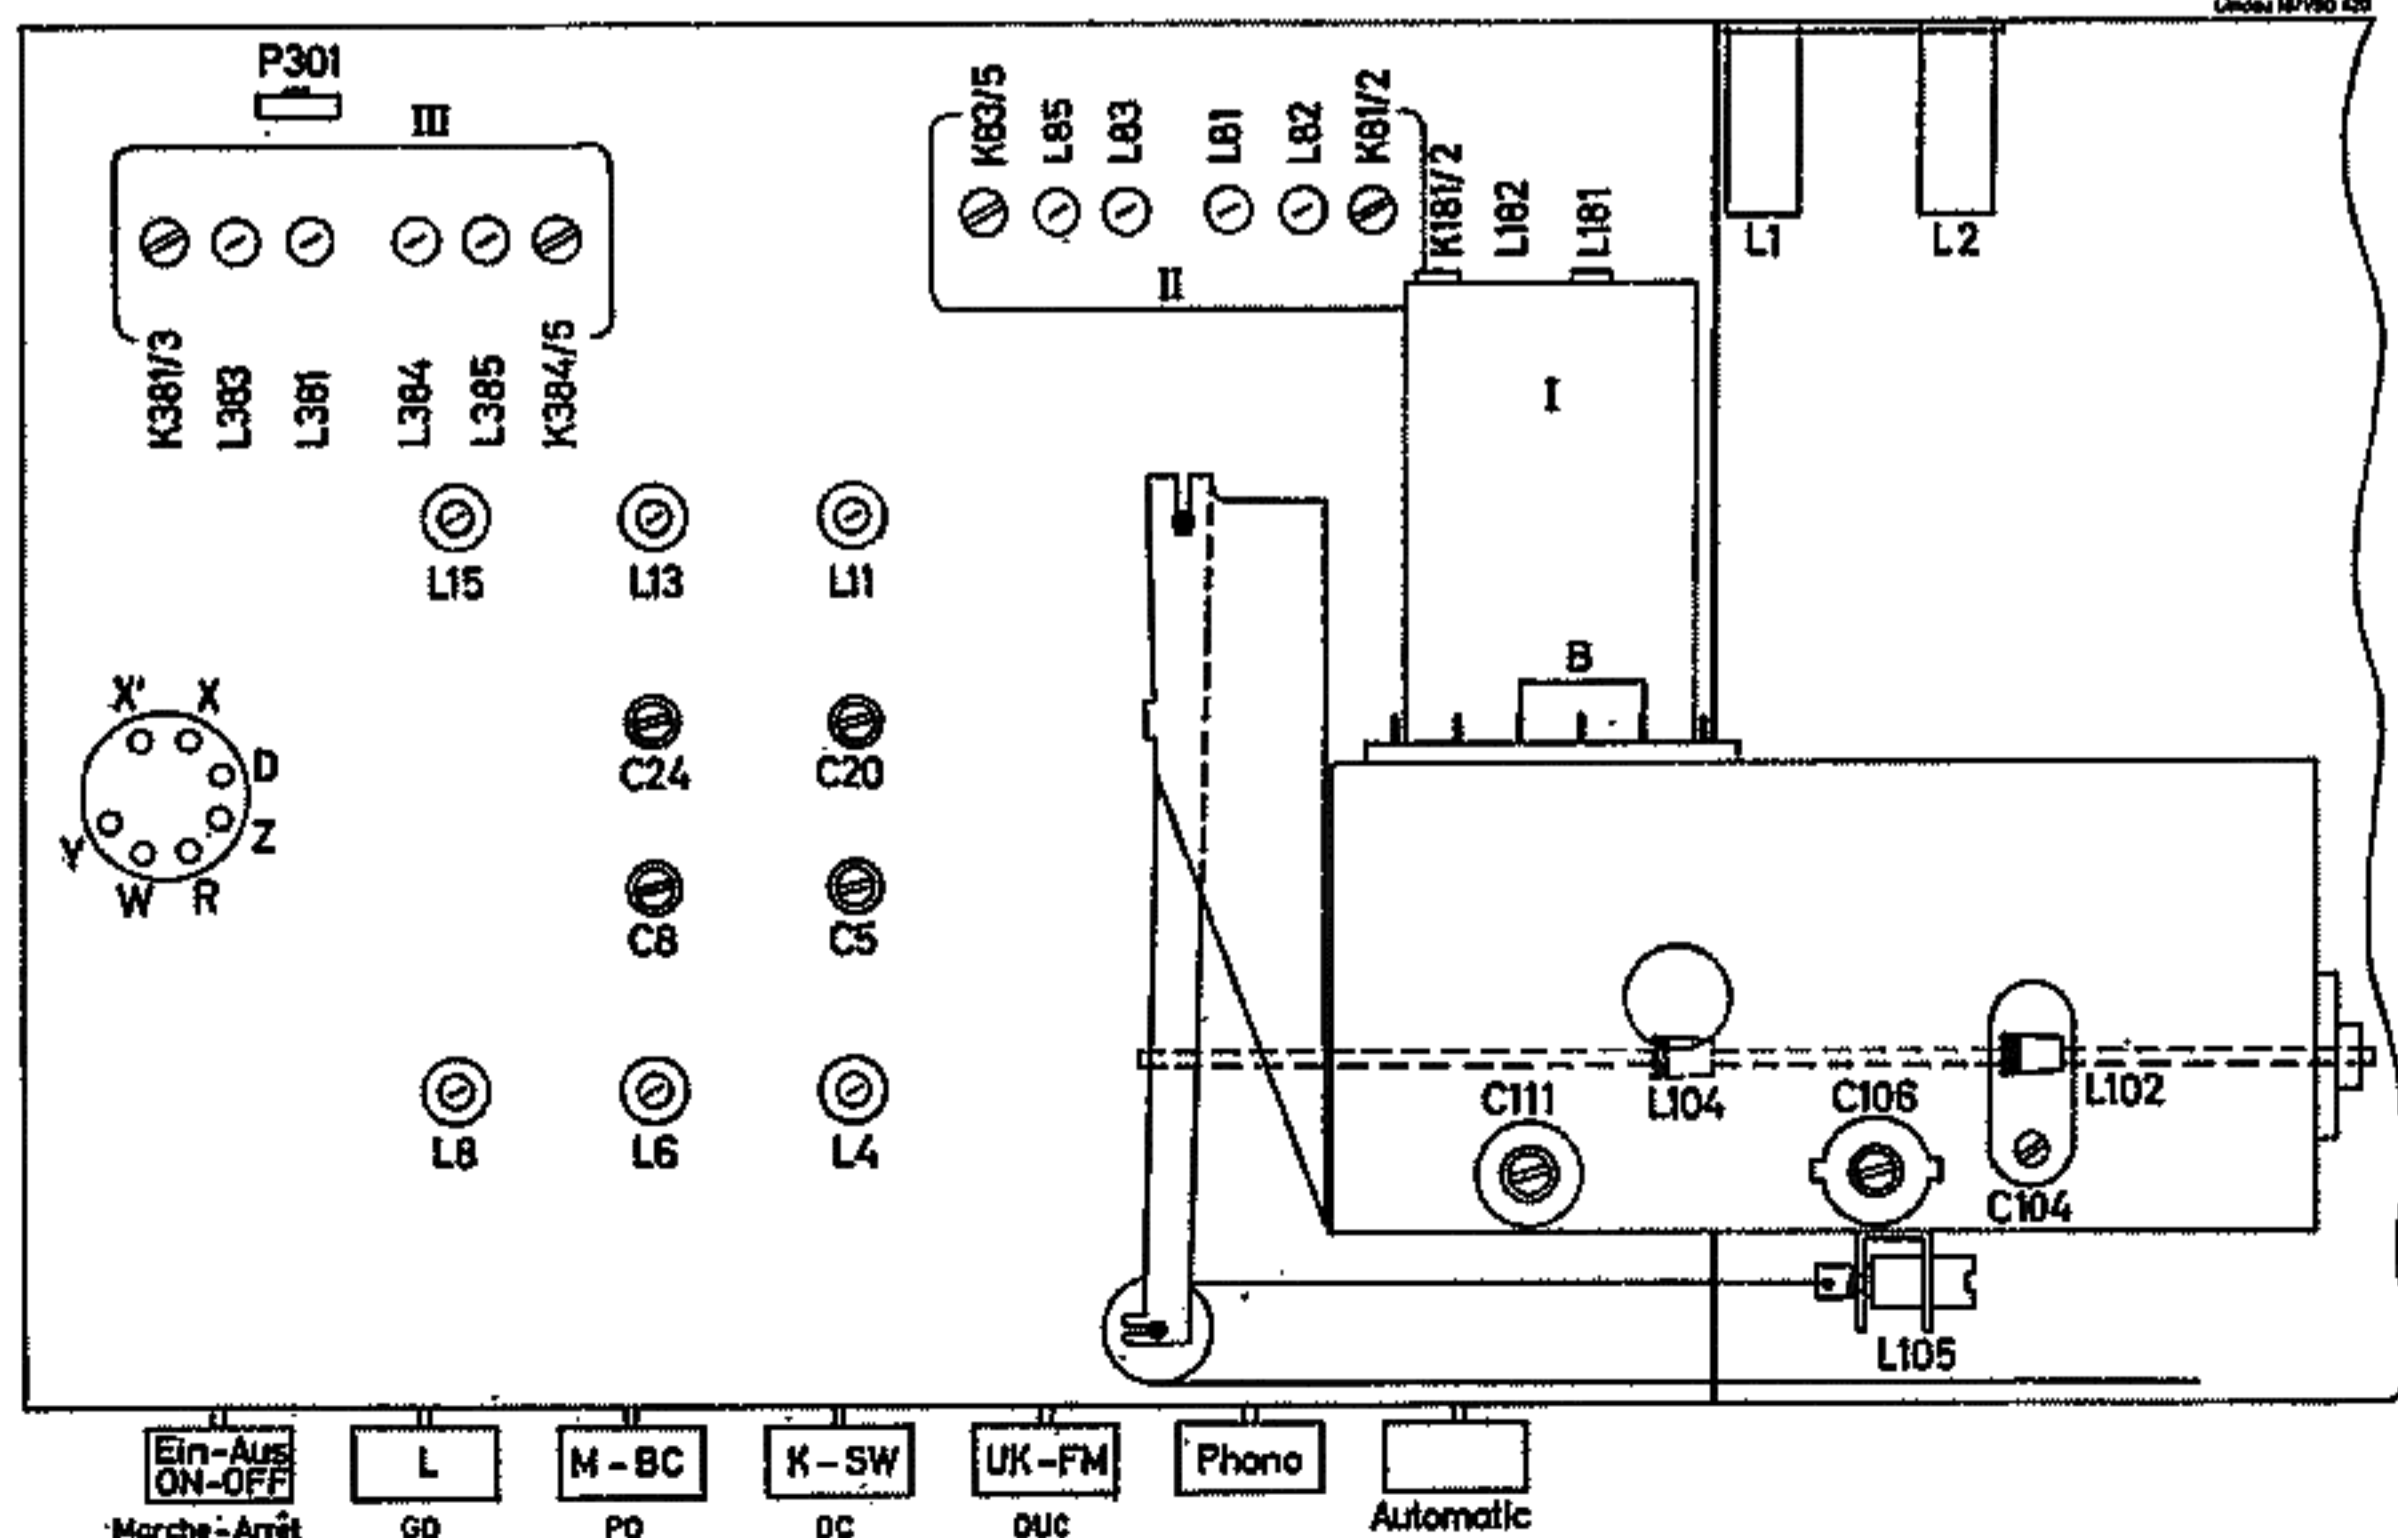 P301
III
K83/5 L85 L83 L81 L82 K81/2
K181/2 L182 L181
L1 L2
II
K381/3 L383 L381 L384 L385 K384/5
I
L15 L13 L11
B
X' X
D
C24 C20
Z
Y
W R
C8 C5
C111 L104 C106 L102
L8 L6 L4
C104
L105
Ein-Aus
ON-OFF
L
M-BC
K-SW
UK-FM
Phono
Marche-Arrêt GO PO OC OUC Automatic